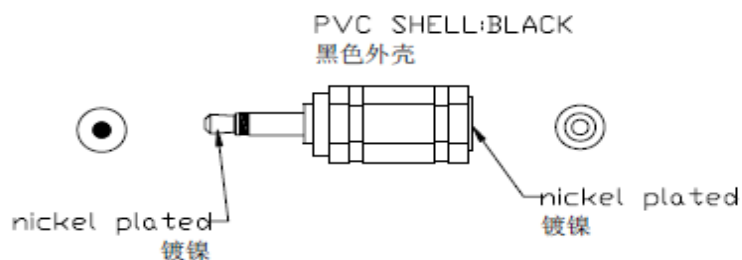 PVC SHELL:BLACK
黑色外壳
nickel plated
镀镍
nickel plated
镀镍